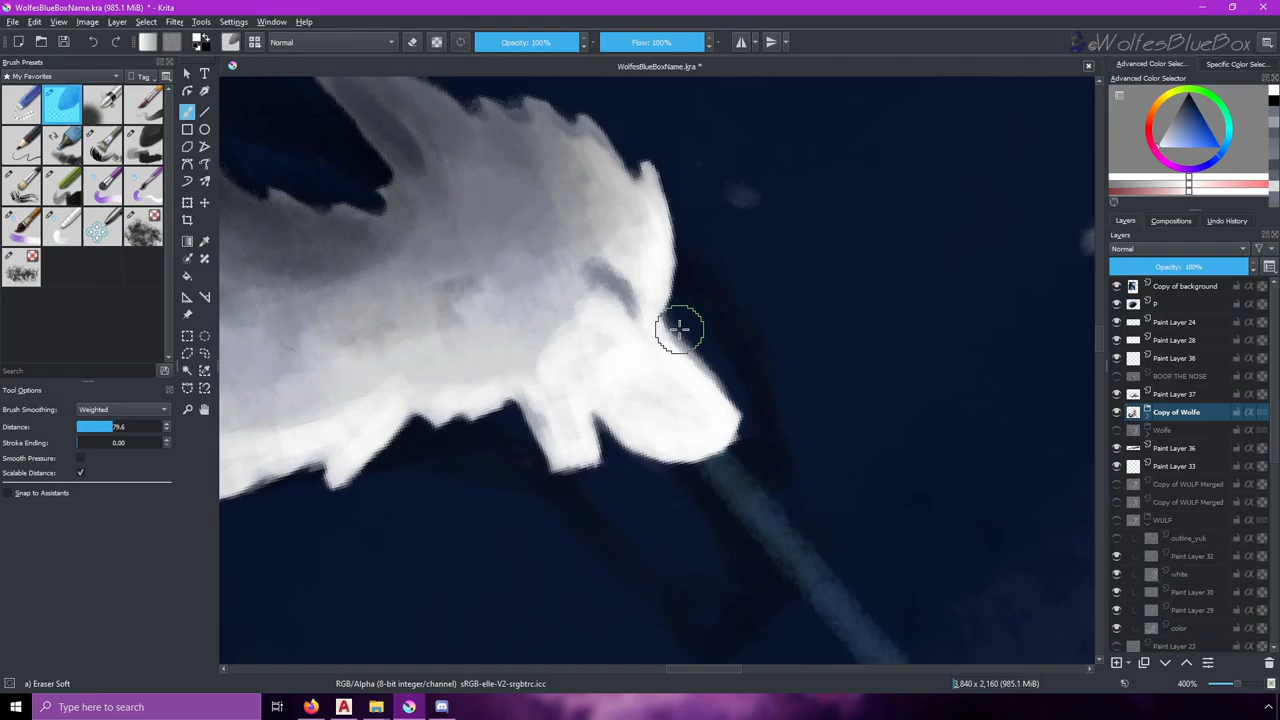 WolfesBlueBoxName.kra (985.1 MiB) * - Krita
File Edit View Image Layer Select Filter Tools Settings Window Help
Normal Opacity: 100% Flow: 100% sWolfesBlueBox
Brush Presets WolfesBlueBoxName.kra * Advanced Color Selec... Specific Color Selec...
My Favorites Tag Advanced Color Selector
Layers Compositions Undo History
Layers
Normal
Opacity: 100%
Copy of background
P
Paint Layer 24
Paint Layer 28
Paint Layer 38
Search
BOOP THE NOSE
Tool Options
Paint Layer 37
Brush Smoothing: Weighted
Copy of Wolfe
Distance: 79.6
Wolfe
Stroke Ending: 0.00
Paint Layer 36
Smooth Pressure:
Paint Layer 33
Scalable Distance:
Copy of WULF Merged
Snap to Assistants
Copy of WULF Merged
WULF
outline_yuk
Paint Layer 32
white
Paint Layer 30
Paint Layer 29
color
Paint Layer 23
a) Eraser Soft RGB/Alpha (8-bit integer/channel) sRGB-elle-V2-srgbtrc.icc 3,840 x 2,160 (985.1 MiB) 400%
Type here to search